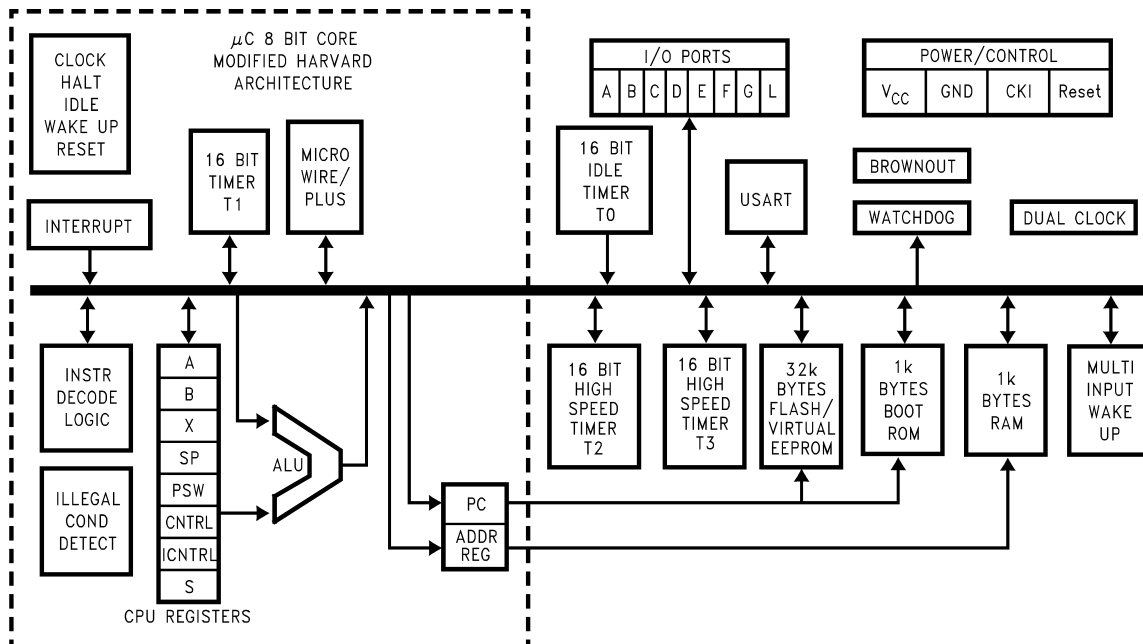 μC 8 BIT CORE
MODIFIED HARVARD
ARCHITECTURE
CLOCK
HALT
IDLE
WAKE UP
RESET
INTERRUPT
16 BIT
TIMER
T1
MICRO
WIRE/
PLUS
I/O PORTS
A B C D E F G L
POWER/CONTROL
VCC GND CKI Reset
16 BIT
IDLE
TIMER
T0
USART
BROWNOUT
WATCHDOG
DUAL CLOCK
INSTR
DECODE
LOGIC
ILLEGAL
COND
DETECT
A
B
X
SP
PSW
CNTRL
ICNTRL
S
CPU REGISTERS
ALU
PC
ADDR
REG
16 BIT
HIGH
SPEED
TIMER
T2
16 BIT
HIGH
SPEED
TIMER
T3
32k
BYTES
FLASH/
VIRTUAL
EEPROM
1k
BYTES
BOOT
ROM
1k
BYTES
RAM
MULTI
INPUT
WAKE
UP